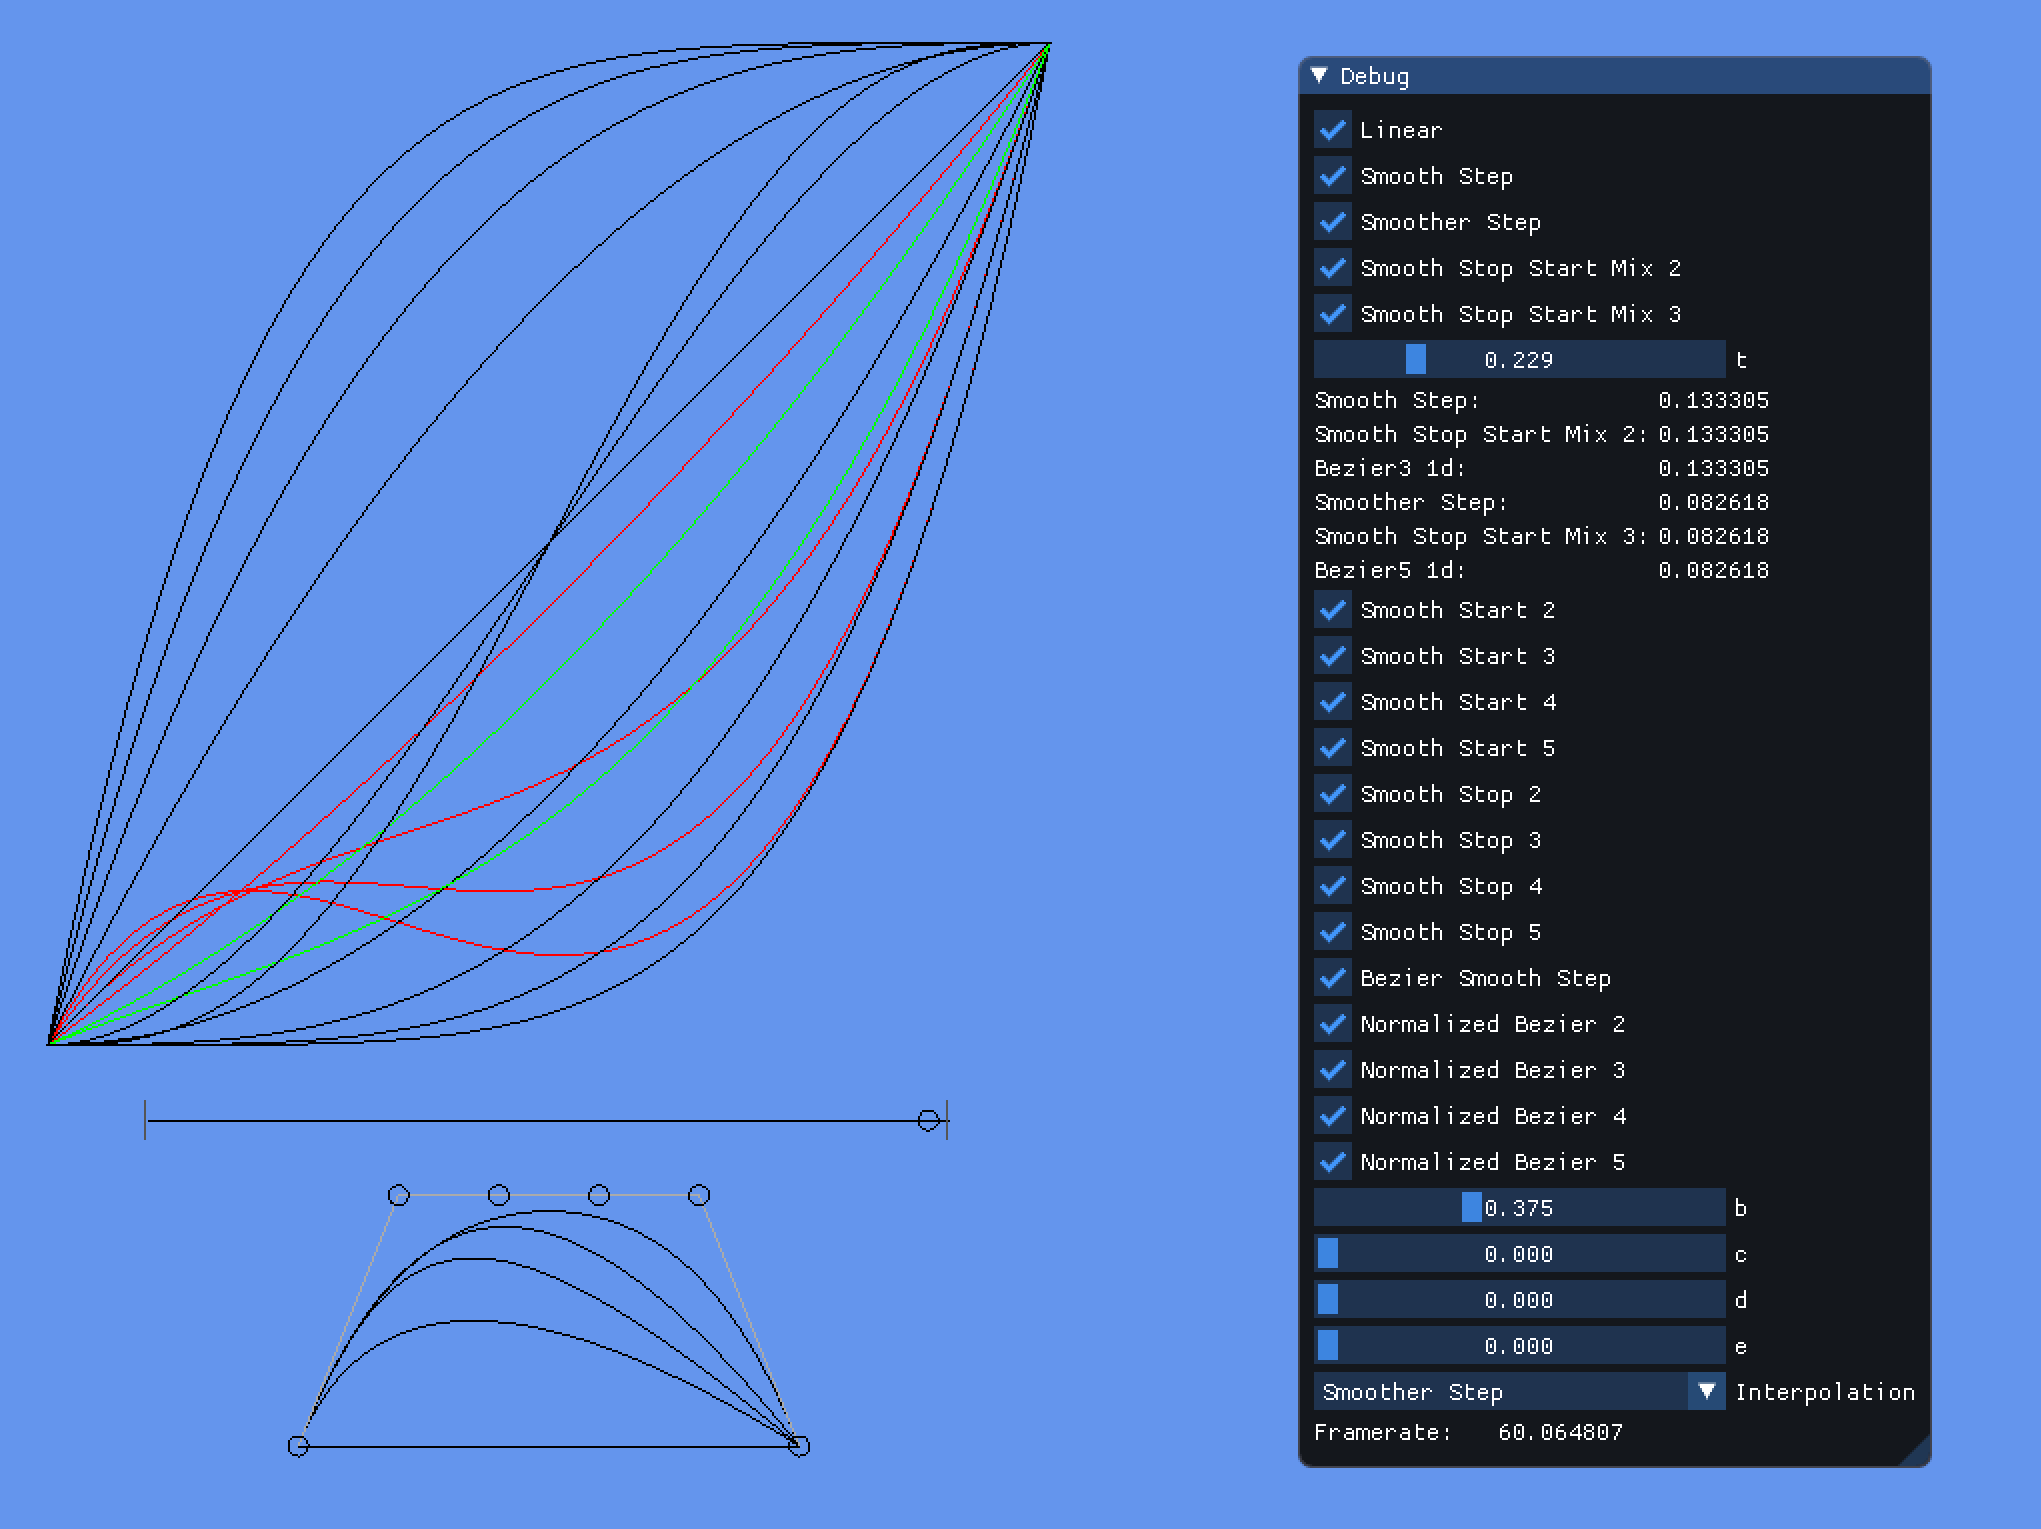 Debug
Linear
Smooth Step
Smoother Step
Smooth Stop Start Mix 2
Smooth Stop Start Mix 3
0.229 t
Smooth Step: 0.133305
Smooth Stop Start Mix 2: 0.133305
Bezier3 1d: 0.133305
Smoother Step: 0.082618
Smooth Stop Start Mix 3: 0.082618
Bezier5 1d: 0.082618
Smooth Start 2
Smooth Start 3
Smooth Start 4
Smooth Start 5
Smooth Stop 2
Smooth Stop 3
Smooth Stop 4
Smooth Stop 5
Bezier Smooth Step
Normalized Bezier 2
Normalized Bezier 3
Normalized Bezier 4
Normalized Bezier 5
0.375 b
0.000 c
0.000 d
0.000 e
Smoother Step Interpolation
Framerate: 60.064807